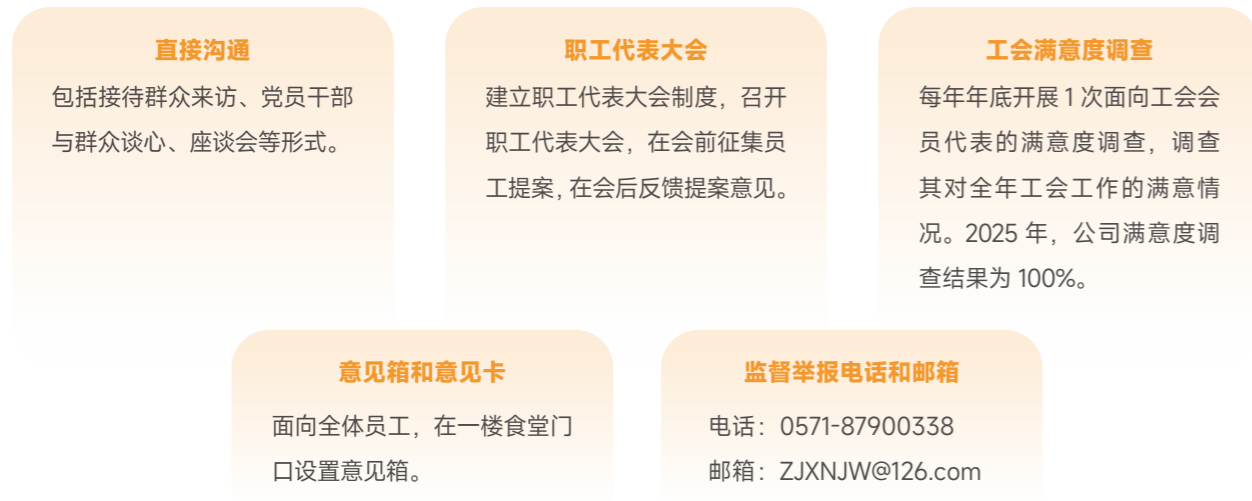 直接沟通
包括接待群众来访、党员干部
与群众谈心、座谈会等形式。
职工代表大会
建立职工代表大会制度，召开
职工代表大会，在会前征集员
工提案，在会后反馈提案意见。
工会满意度调查
每年年底开展 1 次面向工会会
员代表的满意度调查，调查
其对全年工会工作的满意情
况。2025 年，公司满意度调
查结果为 100%。
意见箱和意见卡
面向全体员工，在一楼食堂门
口设置意见箱。
监督举报电话和邮箱
电话：0571-87900338
邮箱：ZJXNJW@126.com